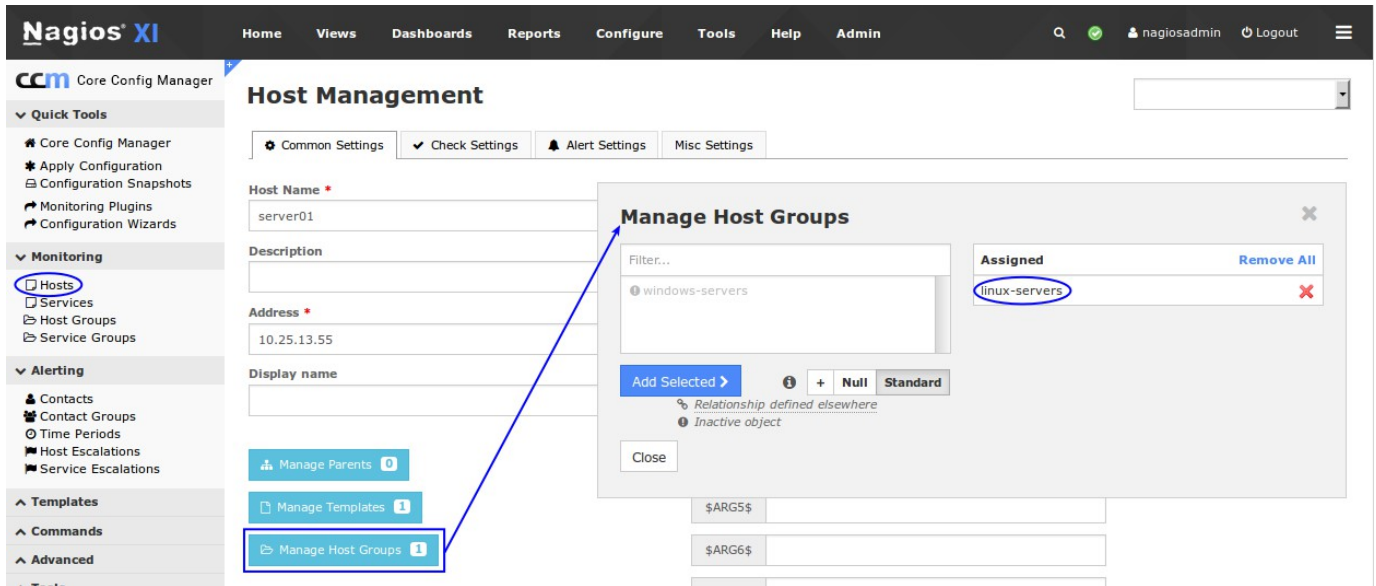 Nagios® XI
Home Views Dashboards Reports Configure Tools Help Admin
nagiosadmin Logout
ccm Core Config Manager
Quick Tools
Core Config Manager
Apply Configuration
Configuration Snapshots
Monitoring Plugins
Configuration Wizards
Monitoring
Hosts
Services
Host Groups
Service Groups
Alerting
Contacts
Contact Groups
Time Periods
Host Escalations
Service Escalations
Templates
Commands
Advanced
Host Management
Common Settings Check Settings Alert Settings Misc Settings
Host Name *
server01
Description
Address *
10.25.13.55
Display name
Manage Parents 0
Manage Templates 1
Manage Host Groups 1
Manage Host Groups
Filter...
windows-servers
Add Selected
+ Null Standard
Relationship defined elsewhere
Inactive object
Close
Assigned Remove All
linux-servers
$ARG5$
$ARG6$